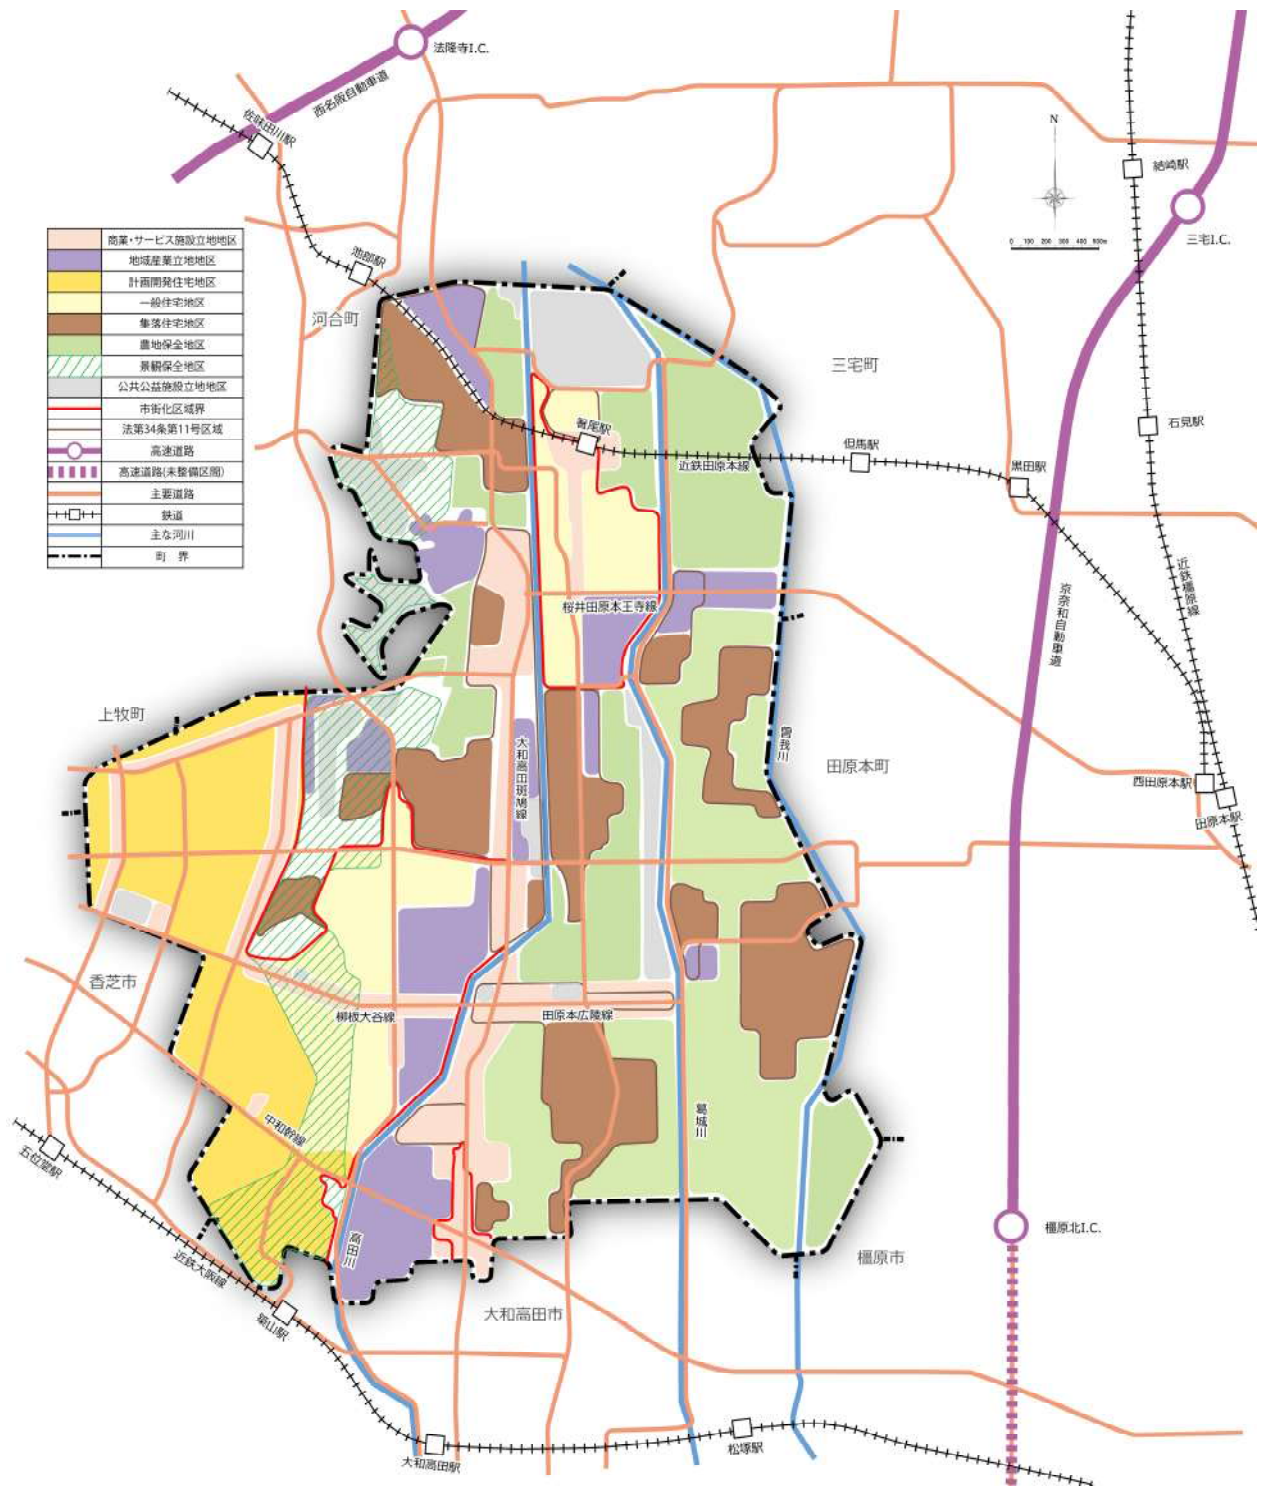 法隆寺I.C.
西名阪自動車道
佐味田川駅
N
結崎駅
三宅I.C.
0 100 200 300 400 500m
商業・サービス施設立地地区
地域産業立地地区
計画開発住宅地区
一般住宅地区
集落住宅地区
農地保全地区
景観保全地区
公共公益施設立地地区
市街化区域界
法第34条第11号区域
高速道路
高速道路(未整備区間)
主要道路
鉄道
主な河川
町 界
池部駅
河合町
三宅町
石見駅
箸尾駅
但馬駅
近鉄田原本線
黒田駅
近鉄橿原線
京奈和自動車道
桜井田原本王寺線
上牧町
大和高田斑鳩線
曽我川
田原本町
西田原本駅
田原本駅
香芝市
柳板大谷線
田原本広陵線
中和幹線
葛城川
五位堂駅
近鉄大阪線
高田川
築山駅
橿原北I.C.
橿原市
大和高田市
大和高田駅
松塚駅